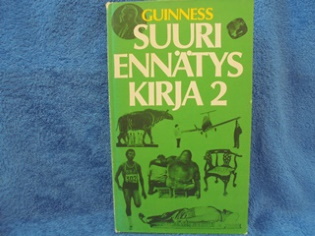 GUINNESS
SUURI
ENNÄTYS
KIRJA 2